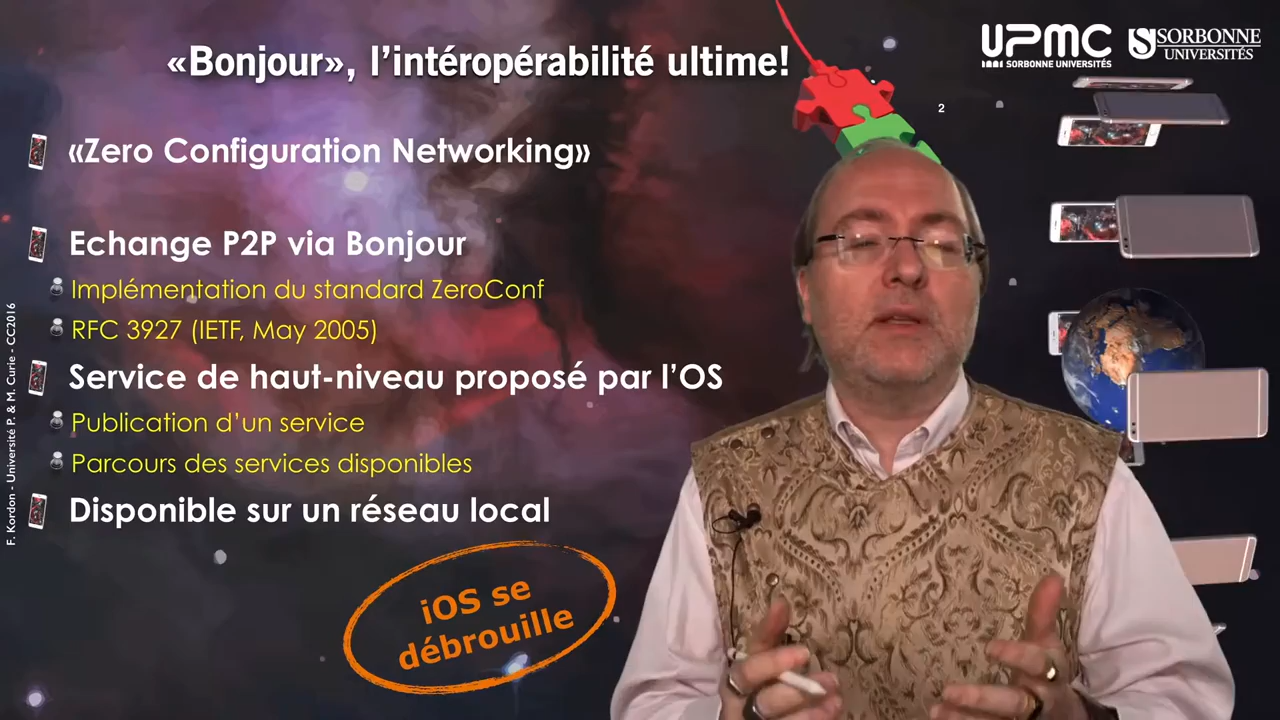 «Bonjour», l'intéropérabilité ultime!
UPMC
SORBONNE UNIVERSITÉS
SORBONNE
UNIVERSITÉS
2
«Zero Configuration Networking»
Echange P2P via Bonjour
Implémentation du standard ZeroConf
RFC 3927 (IETF, May 2005)
Service de haut-niveau proposé par l'OS
Publication d'un service
Parcours des services disponibles
Disponible sur un réseau local
iOS se
débrouille
F. Kordon - Université P. & M. Curie - CC2016